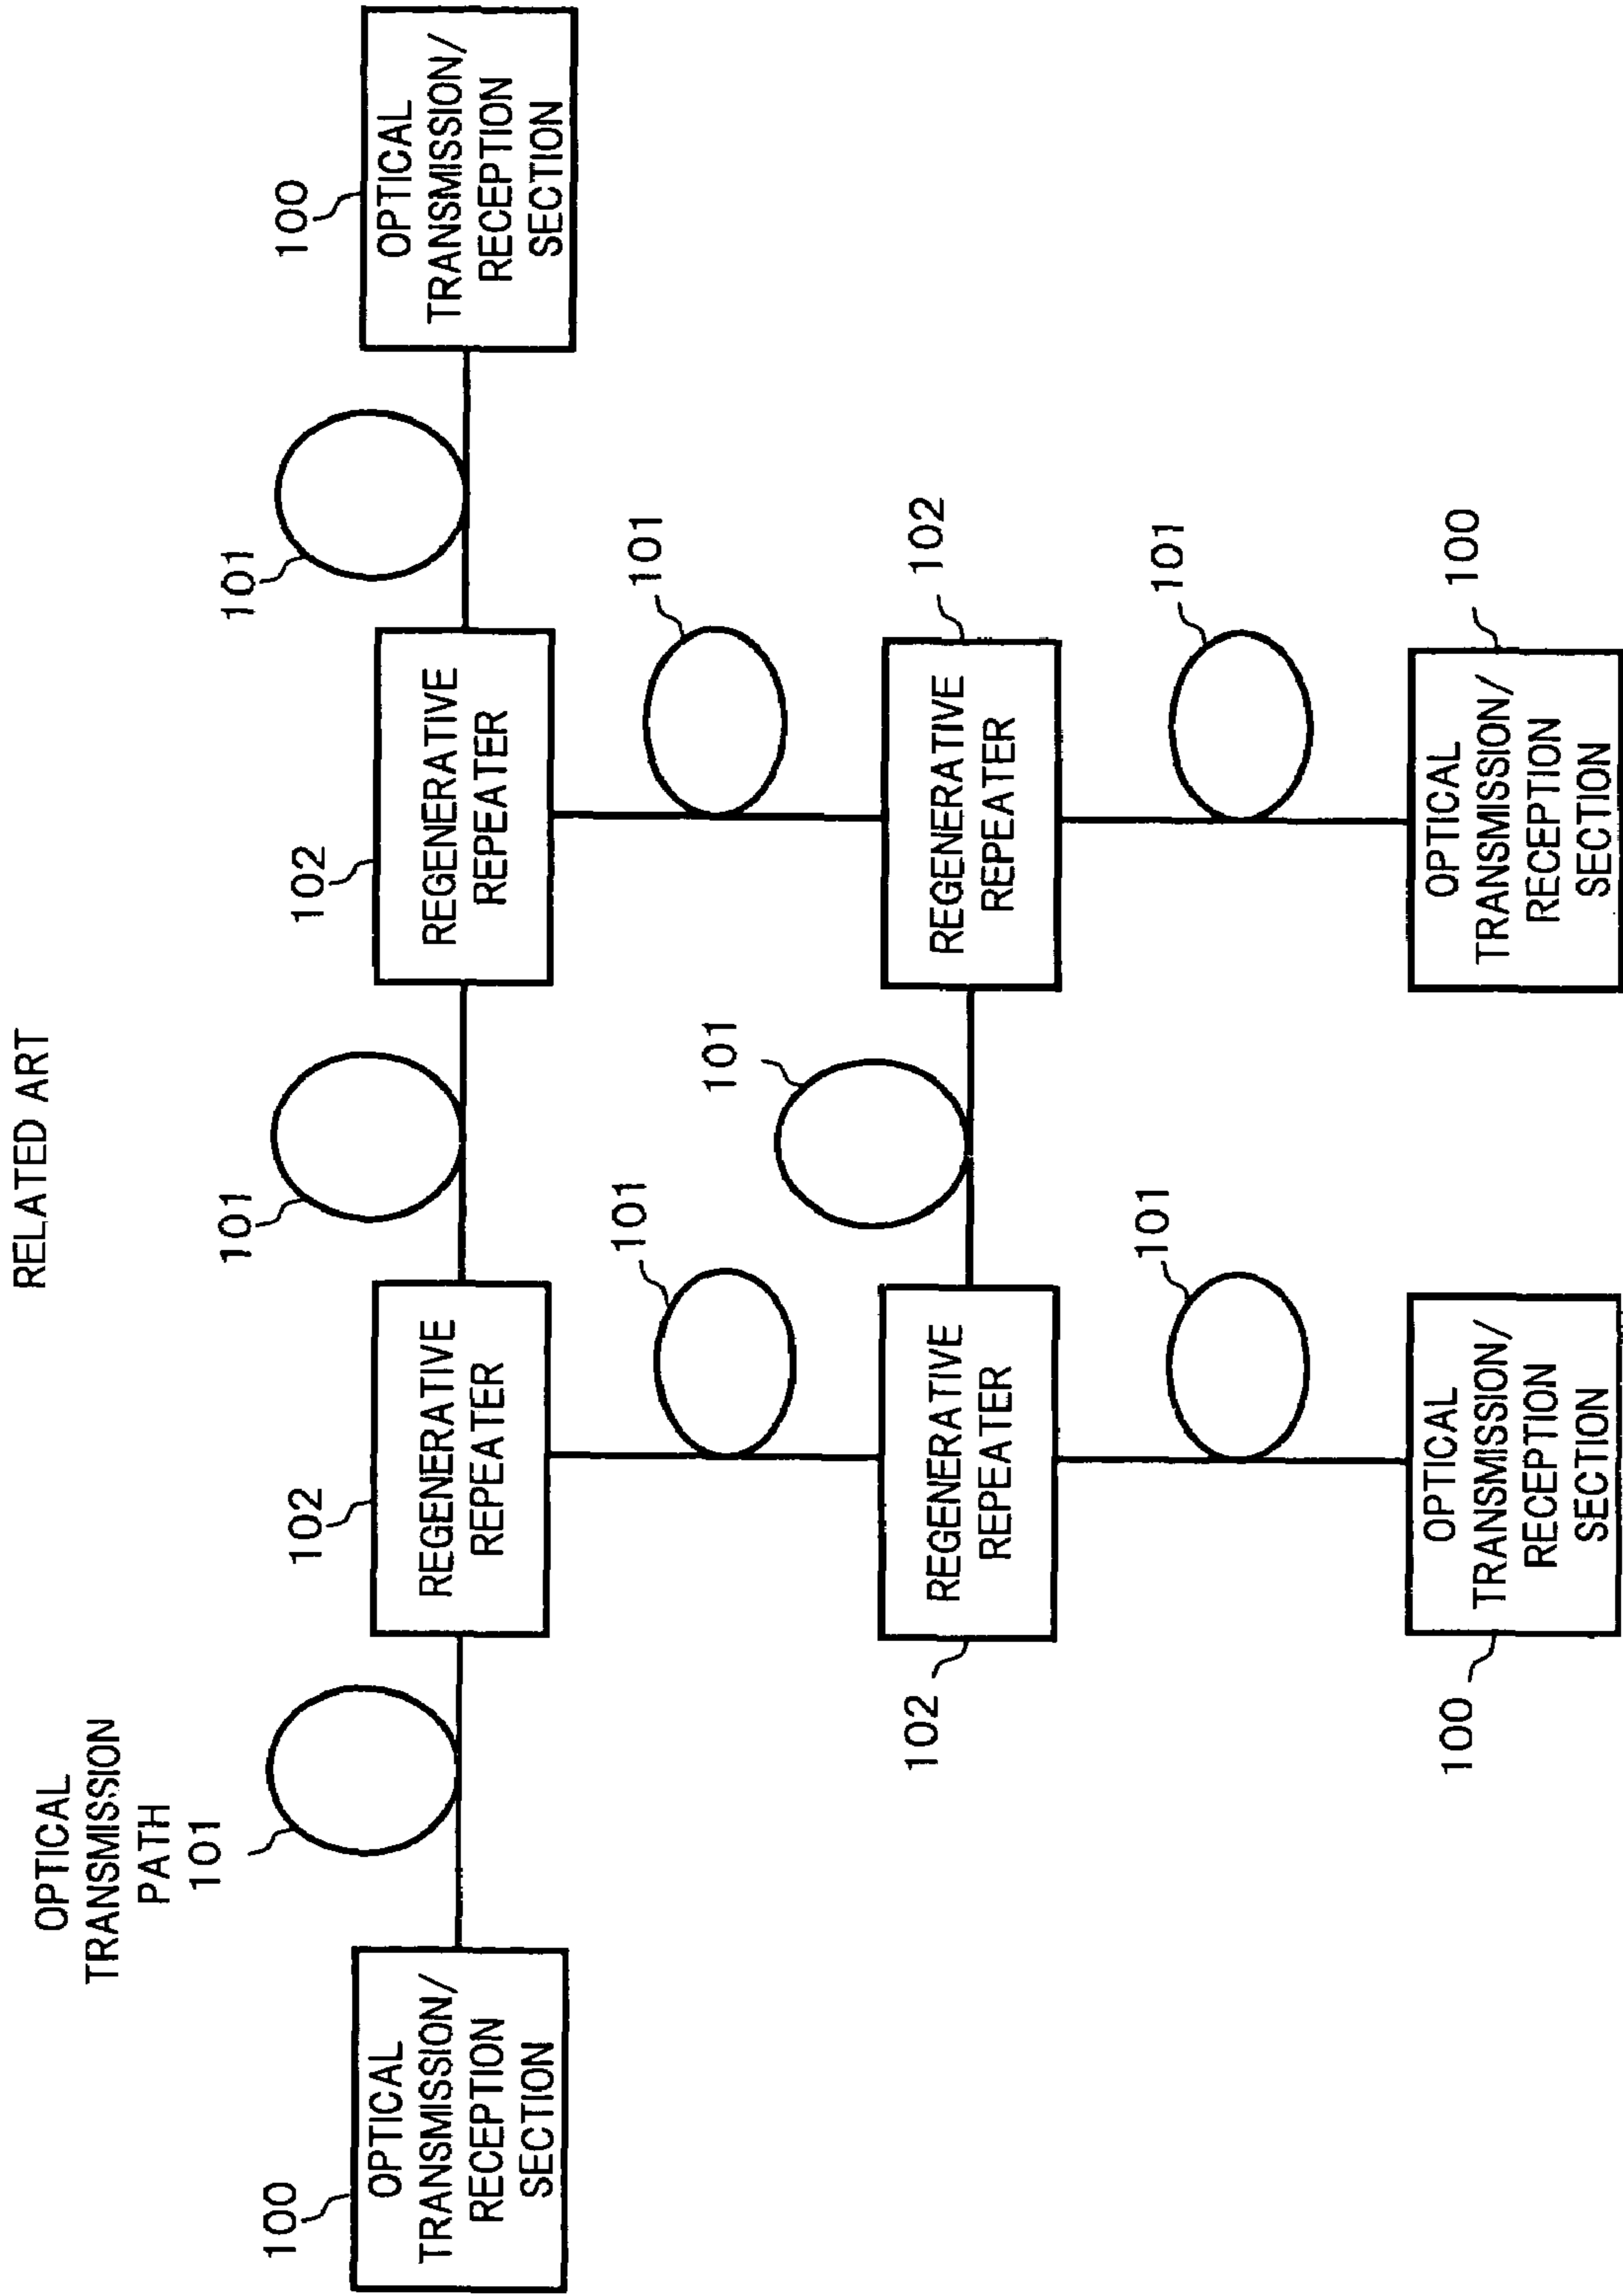 RELATED ART
OPTICAL
TRANSMISSION
PATH
101
101
101
100
OPTICAL
TRANSMISSION/
RECEPTION
SECTION
102
REGENERATIVE
REPEATER
102
REGENERATIVE
REPEATER
100
OPTICAL
TRANSMISSION/
RECEPTION
SECTION
101
101
101
102
REGENERATIVE
REPEATER
102
REGENERATIVE
REPEATER
101
101
100
OPTICAL
TRANSMISSION/
RECEPTION
SECTION
100
OPTICAL
TRANSMISSION/
RECEPTION
SECTION